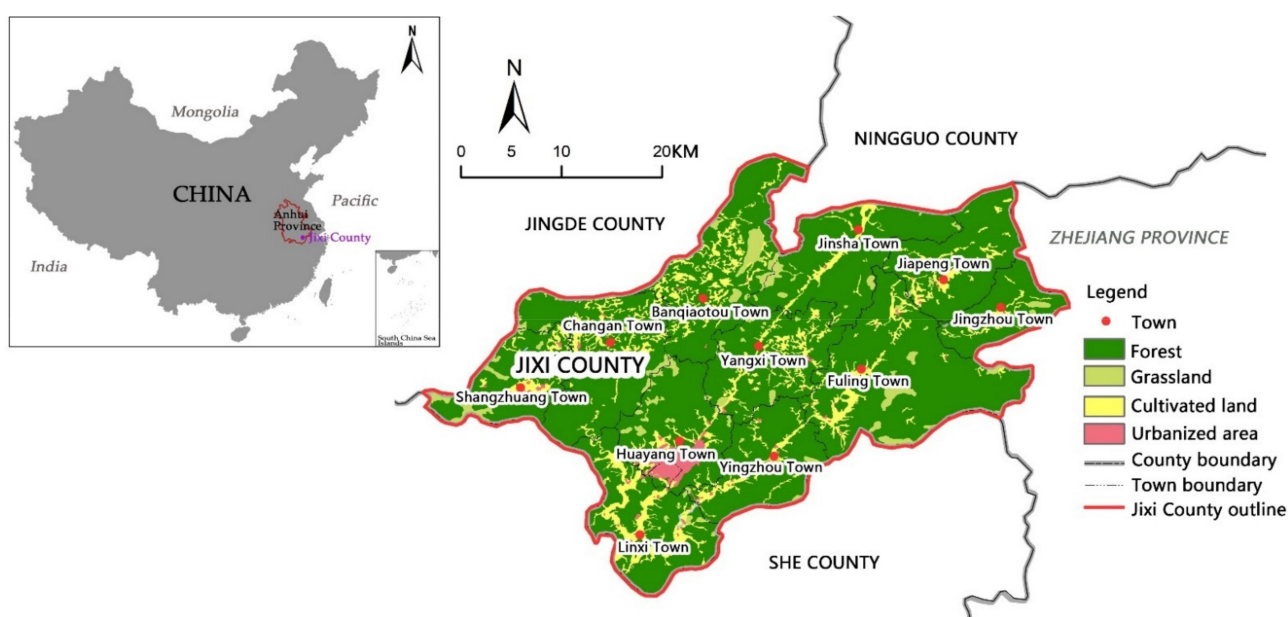 N
Mongolia
CHINA
Pacific
Anhui
Province
Jixi County
India
South China Sea
Islands
N
0 5 10 20KM
NINGGUO COUNTY
JINGDE COUNTY
ZHEJIANG PROVINCE
Jinsha Town
Jiapeng Town
Banqiaotou Town
Jingzhou Town
Changan Town
Yangxi Town
JIXI COUNTY
Fuling Town
Shangzhuang Town
Huayang Town
Yingzhou Town
Linxi Town
SHE COUNTY
Legend
Town
Forest
Grassland
Cultivated land
Urbanized area
County boundary
Town boundary
Jixi County outline